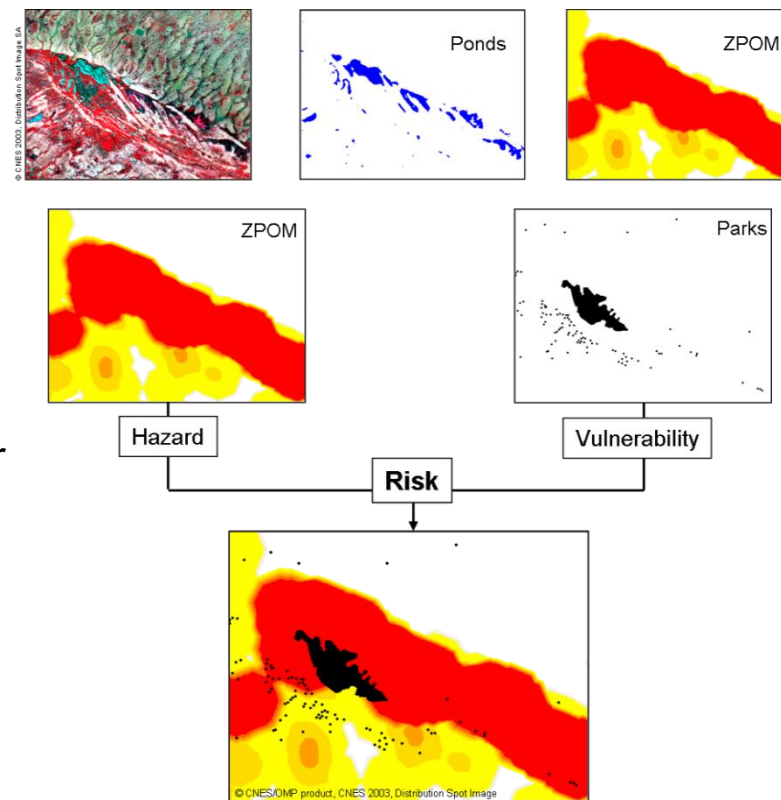 © CNES 2003, Distribution Spot Image SA
Ponds
ZPOM
ZPOM
Parks
Hazard
Vulnerability
r
Risk
© CNES/OMP product, CNES 2003, Distribution Spot Image